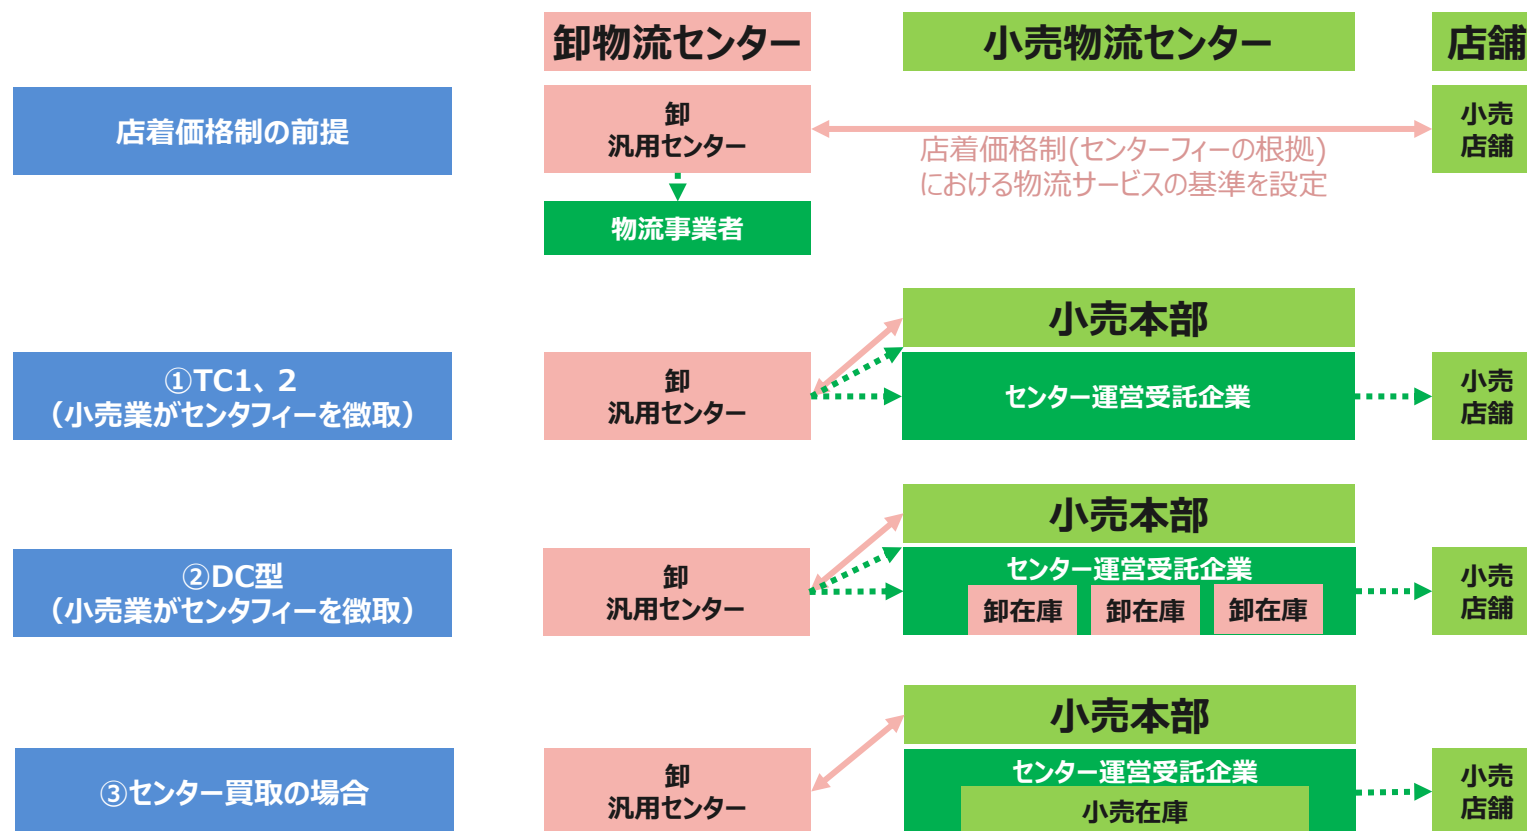 卸物流センター
小売物流センター
店舗
店着価格制の前提
卸
汎用センター
店着価格制(センターフィーの根拠)
における物流サービスの基準を設定
小売
店舗
物流事業者
小売本部
①TC1、2
（小売業がセンタフィーを徴取）
卸
汎用センター
センター運営受託企業
小売
店舗
小売本部
②DC型
（小売業がセンタフィーを徴取）
卸
汎用センター
センター運営受託企業
卸在庫
卸在庫
卸在庫
小売
店舗
小売本部
③センター買取の場合
卸
汎用センター
センター運営受託企業
小売在庫
小売
店舗